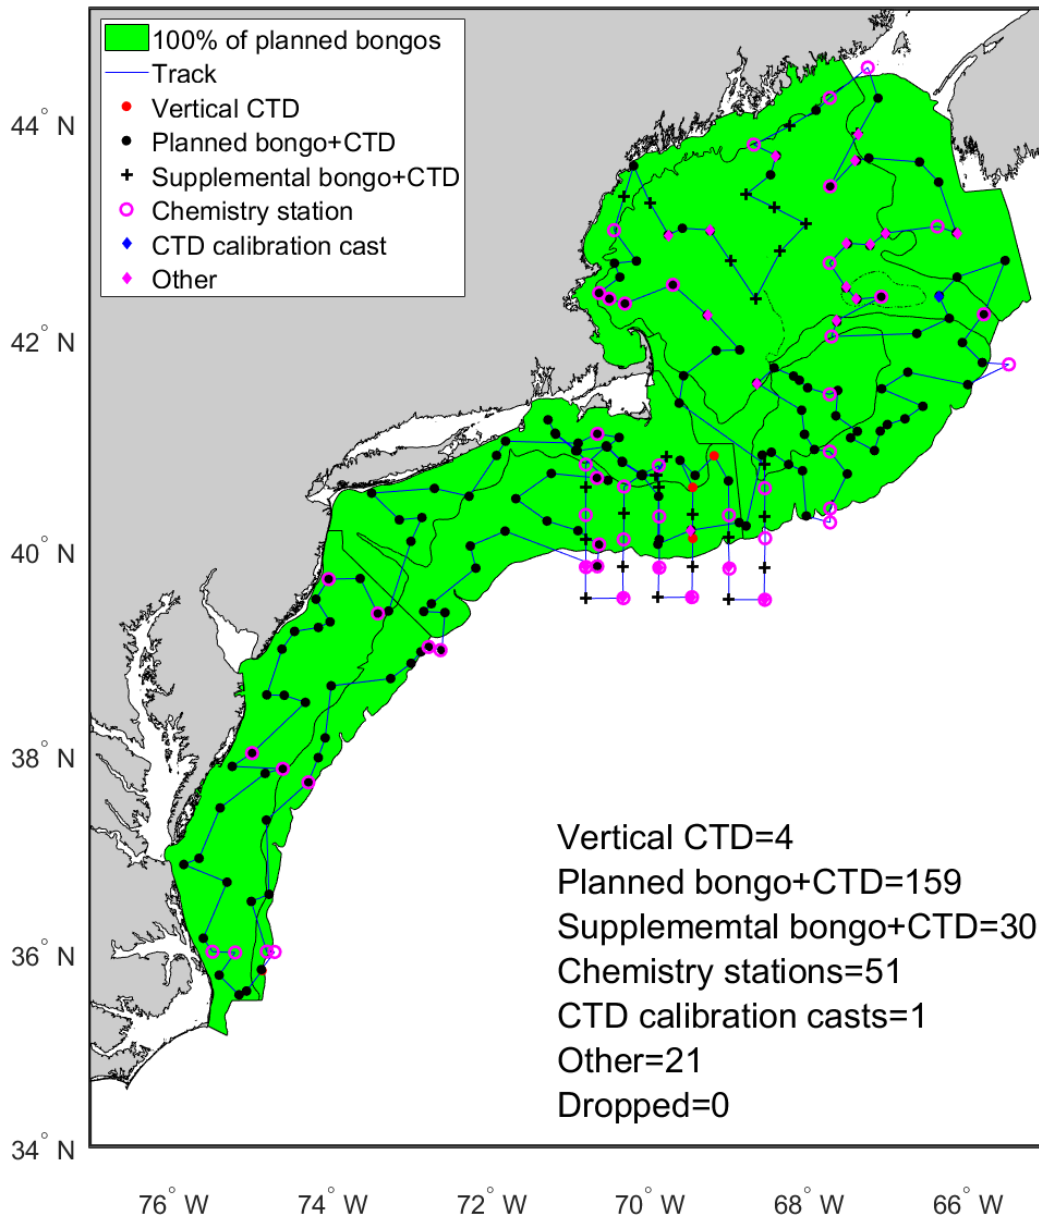 100% of planned bongos
Track
Vertical CTD
Planned bongo+CTD
Supplemental bongo+CTD
Chemistry station
CTD calibration cast
Other
44° N
42° N
40° N
38° N
36° N
34° N
Vertical CTD=4
Planned bongo+CTD=159
Supplememtal bongo+CTD=30
Chemistry stations=51
CTD calibration casts=1
Other=21
Dropped=0
76° W 74° W 72° W 70° W 68° W 66° W